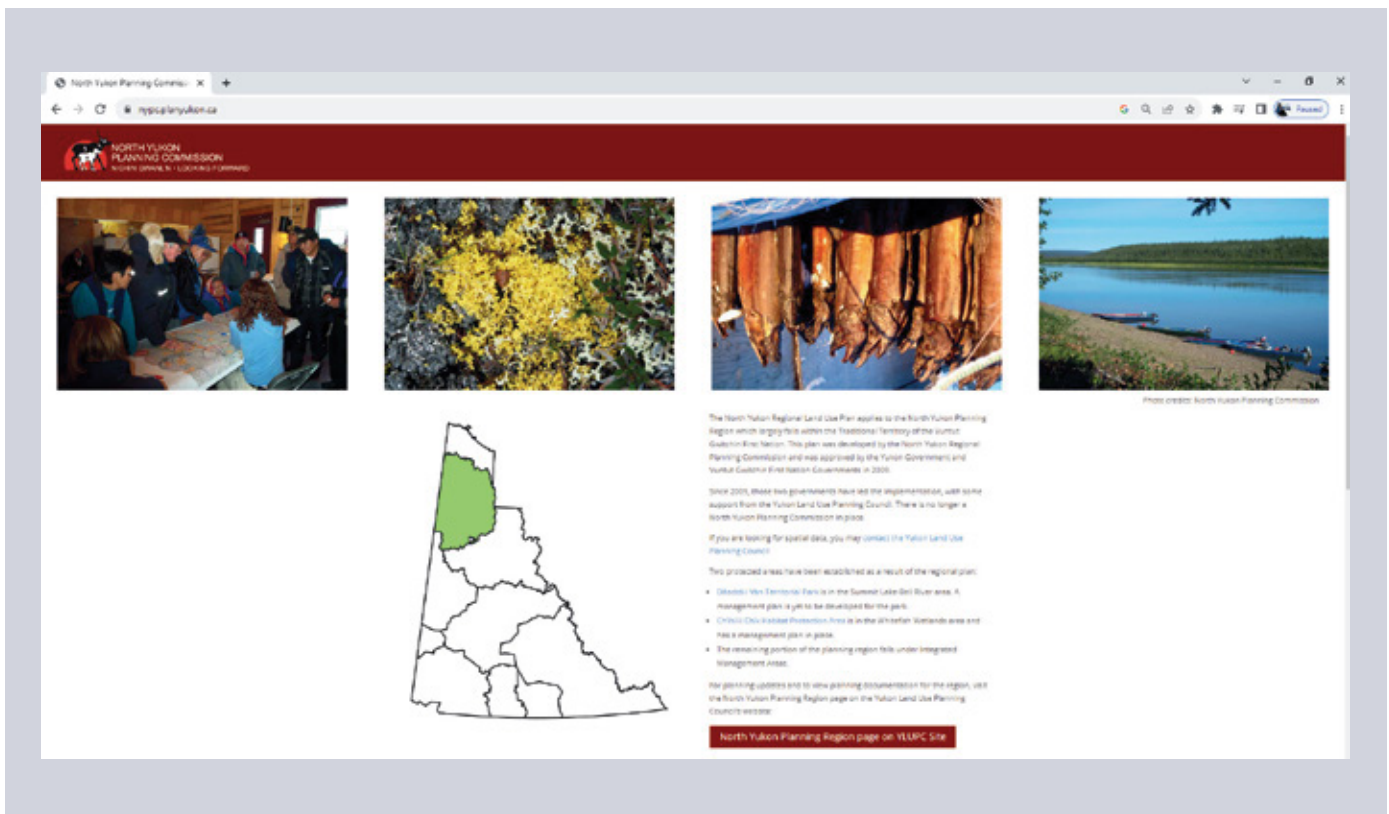 North Yukon Planning Commiss
nypc.planyukon.ca
Paused
NORTH YUKON
PLANNING COMMISSION
LOOKING FORWARD
Photo credits: North Yukon Planning Commission
The North Yukon Regional Land Use Plan applies to the North Yukon Planning
Region which largely falls within the Traditional Territory of the Vuntut
Gwitchin First Nation. This plan was developed by the North Yukon Regional
Planning Commission and was approved by the Yukon Government and
Vuntut Gwitchin First Nation Governments in 2009.
Since 2009, those two governments have led the implementation, with some
support from the Yukon Land Use Planning Council. There is no longer a
North Yukon Planning Commission in place.
If you are looking for spatial data, you may contact the Yukon Land Use
Planning Council
Two protected areas have been established as a result of the regional plan:
• Territorial Park is in the Summit Lake-Bell River area. A
management plan is yet to be developed for the park.
• Habitat Protection Area is in the Whitefish Wetlands area and
has a management plan in place.
• The remaining portion of the planning region falls under Integrated
Management Areas.
For planning updates and to view planning documentation for the region, visit
the North Yukon Planning Region page on the Yukon Land Use Planning
Council's website:
North Yukon Planning Region page on YLUPC Site